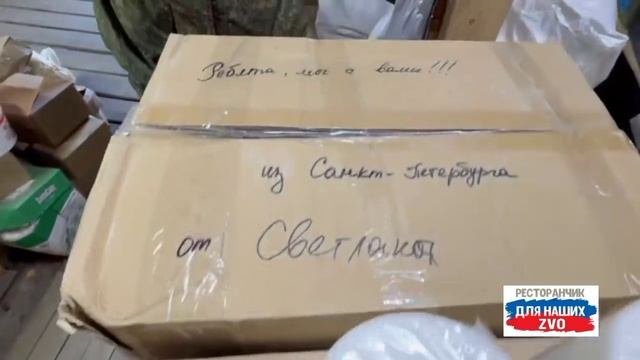 Ребята, мы с вами!!!
из Санкт-Петербурга
от Светланы
РЕСТОРАНЧИК
ДЛЯ НАШИХ
ZVO